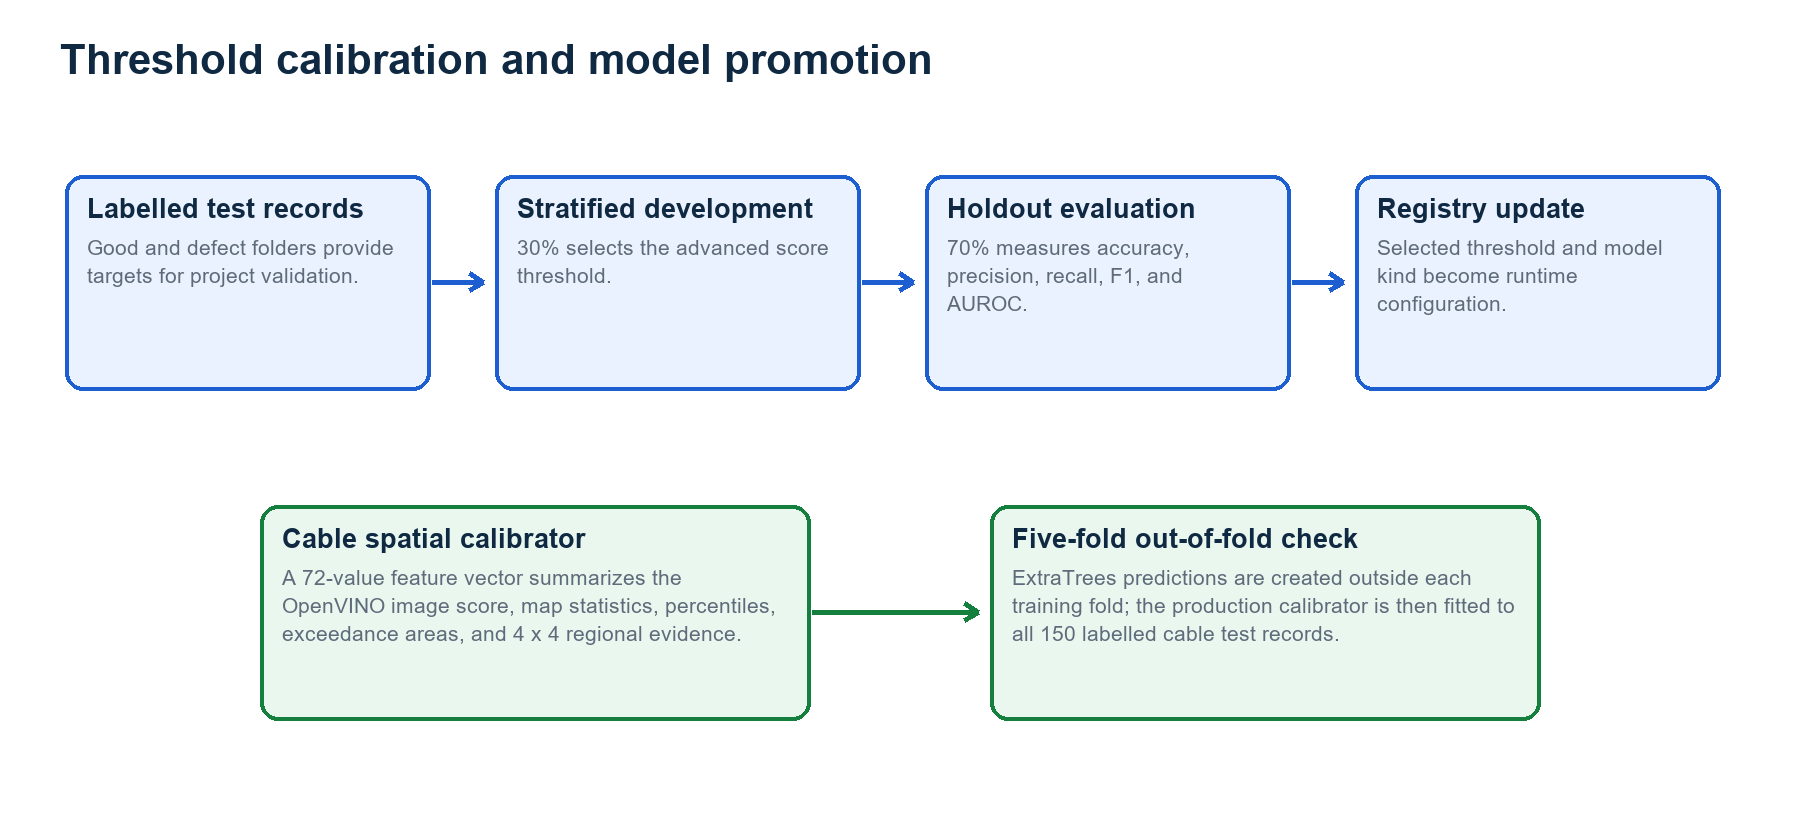 Threshold calibration and model promotion
Labelled test records
Good and defect folders provide
targets for project validation.
Stratified development
30% selects the advanced score
threshold.
Holdout evaluation
70% measures accuracy,
precision, recall, F1, and
AUROC.
Registry update
Selected threshold and model
kind become runtime
configuration.
Cable spatial calibrator
A 72-value feature vector summarizes the
OpenVINO image score, map statistics, percentiles,
exceedance areas, and 4 x 4 regional evidence.
Five-fold out-of-fold check
ExtraTrees predictions are created outside each
training fold; the production calibrator is then fitted to
all 150 labelled cable test records.